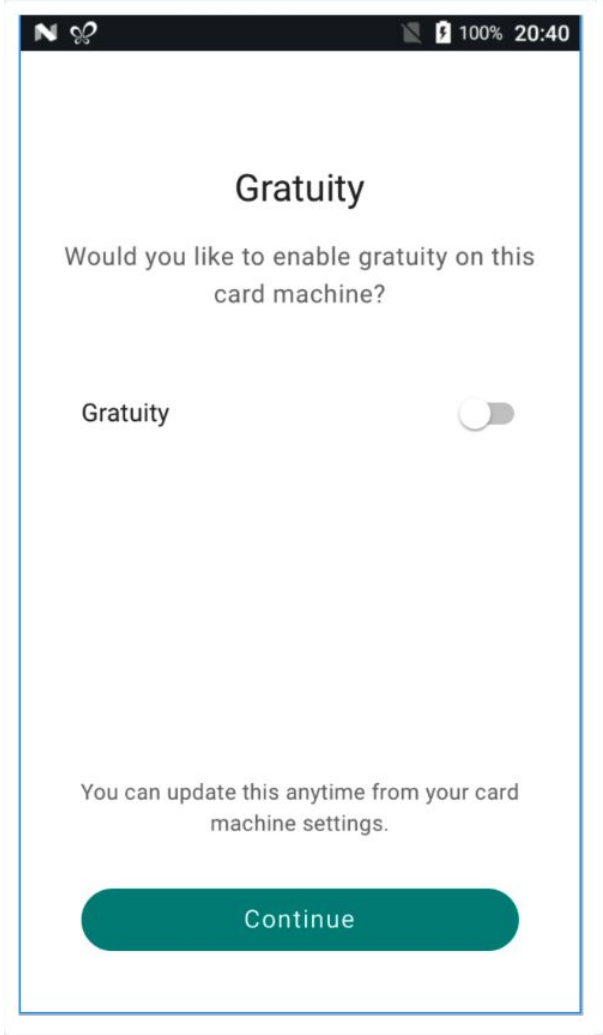 100% 20:40
Gratuity
Would you like to enable gratuity on this
card machine?
Gratuity
You can update this anytime from your card
machine settings.
Continue